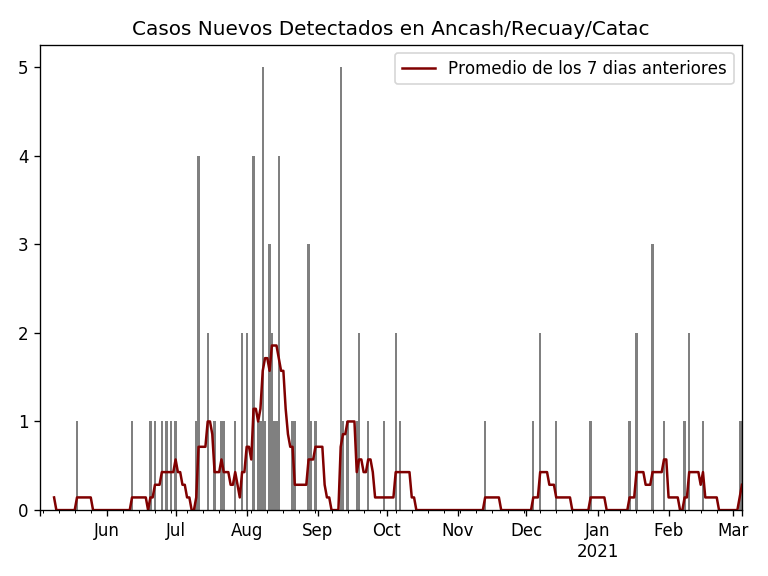 Casos Nuevos Detectados en Ancash/Recuay/Catac
Promedio de los 7 dias anteriores
5
4
3
2
1
0
Jun Jul Aug Sep Oct Nov Dec Jan Feb Mar
2021